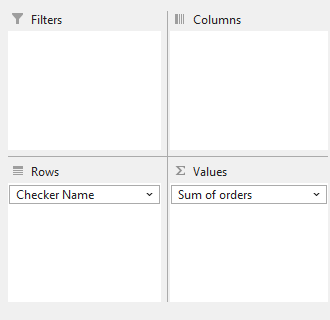 Filters
Columns
Rows
Values
Checker Name
Sum of orders